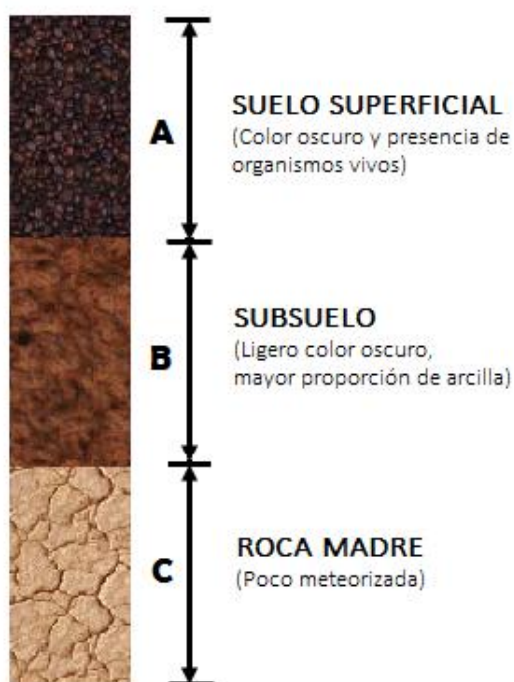 A
SUELO SUPERFICIAL
(Color oscuro y presencia de
organismos vivos)
B
SUBSUELO
(Ligero color oscuro,
mayor proporción de arcilla)
C
ROCA MADRE
(Poco meteorizada)